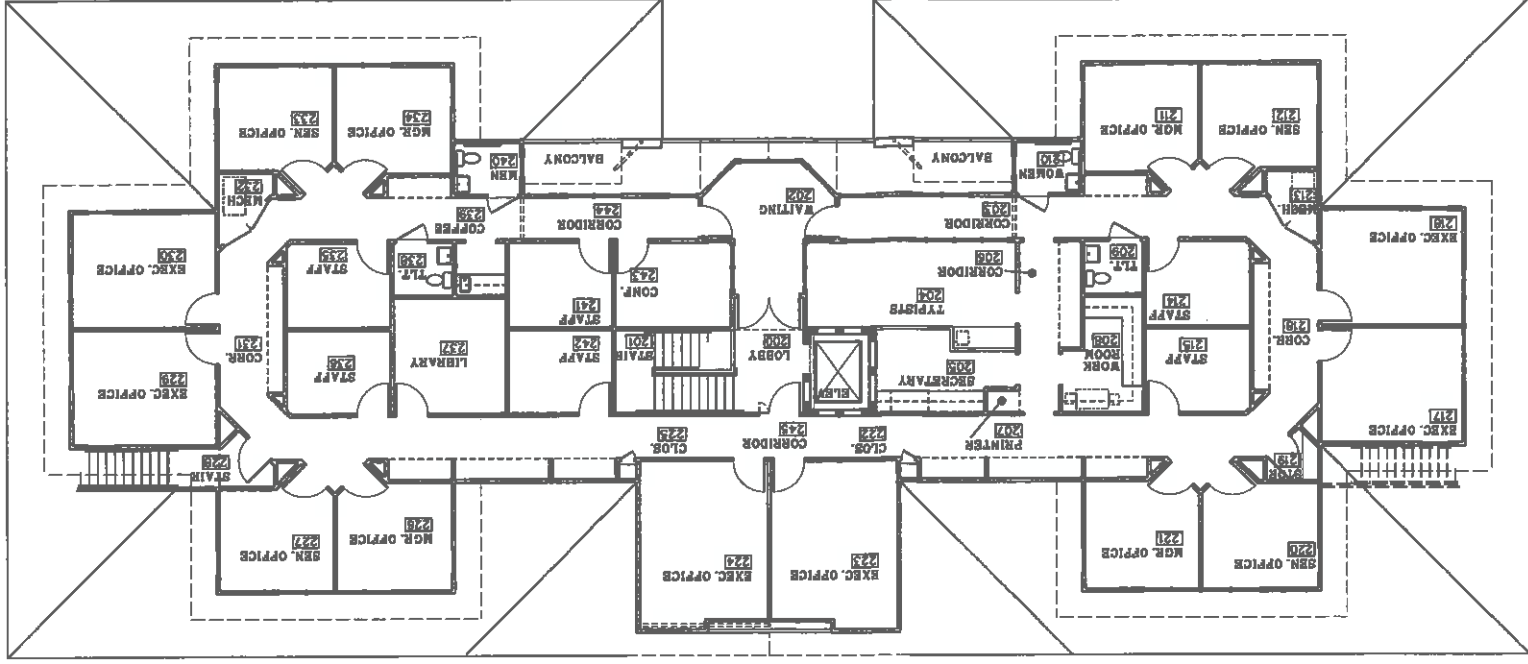 SEN. OFFICE
220
MGR. OFFICE
221
EXEC. OFFICE
223
EXEC. OFFICE
224
MGR. OFFICE
226
SEN. OFFICE
227
STOR
219
STAIR
228
PRINTER
207
CLOS.
222
CORRIDOR
245
CLOS.
225
EXEC. OFFICE
217
EXEC. OFFICE
229
WORK
ROOM
208
SECRETARY
205
ELEV.
LOBBY
200
STAIR
201
STAFF
242
LIBRARY
237
STAFF
236
CORR.
231
CORR.
218
STAFF
215
STAFF
214
TYPISTS
204
CONF.
243
STAFF
241
TLT.
238
STAFF
235
EXEC. OFFICE
230
EXEC. OFFICE
216
TLT.
209
CORRIDOR
206
CORRIDOR
203
WAITING
202
CORRIDOR
244
COFFEE
239
MECH
232
MECH.
213
WOMEN
210
BALCONY
BALCONY
MEN
240
SEN. OFFICE
212
MGR. OFFICE
211
MGR. OFFICE
234
SEN. OFFICE
233